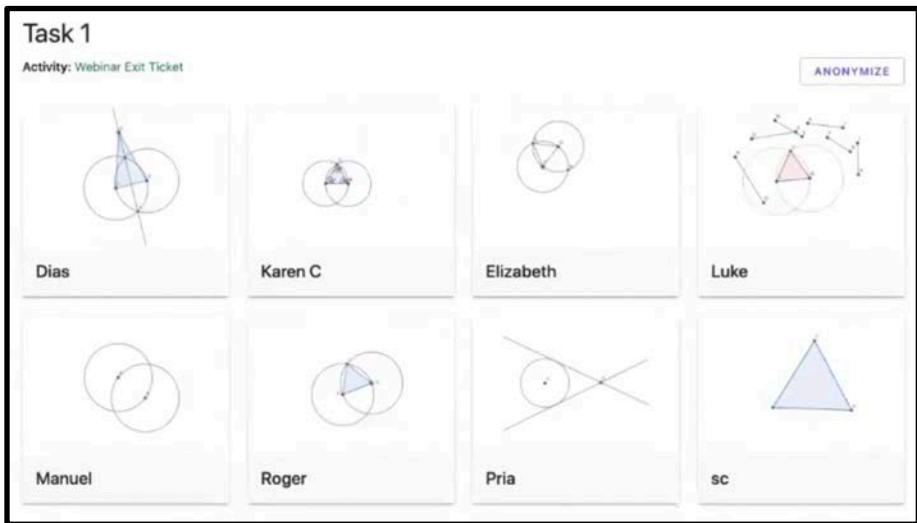 Task 1
Activity: Webinar Exit Ticket
ANONYMIZE
Dias
Karen C
Elizabeth
Luke
Manuel
Roger
Pria
sc